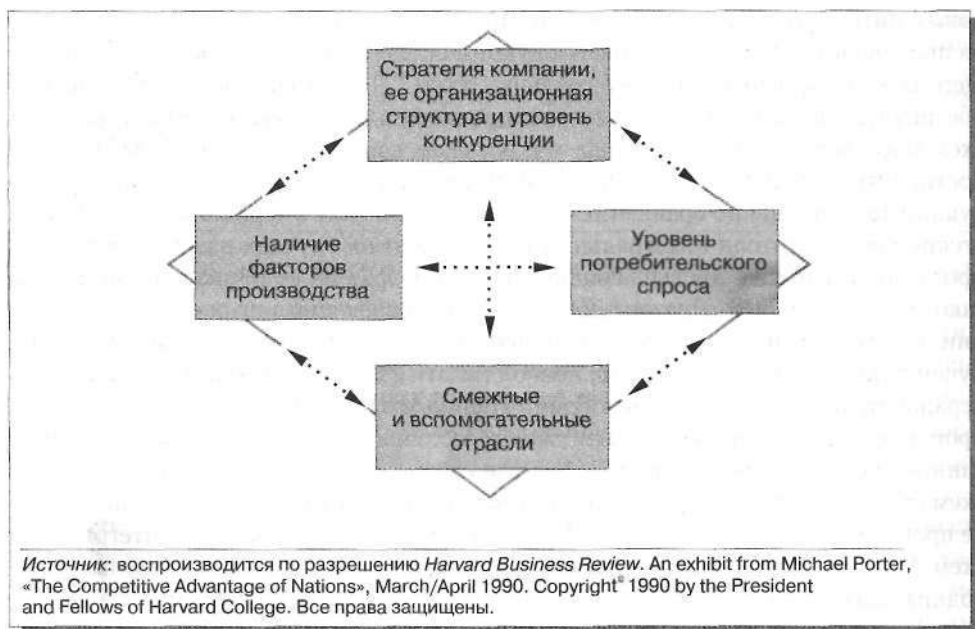 Стратегия компании,
ее организационная
структура и уровень
конкуренции
Наличие
факторов
производства
Уровень
потребительского
спроса
Смежные
и вспомогательные
отрасли
Источник: воспроизводится по разрешению Harvard Business Review. An exhibit from Michael Porter,
«The Competitive Advantage of Nations», March/April 1990. Copyright® 1990 by the President
and Fellows of Harvard College. Все права защищены.